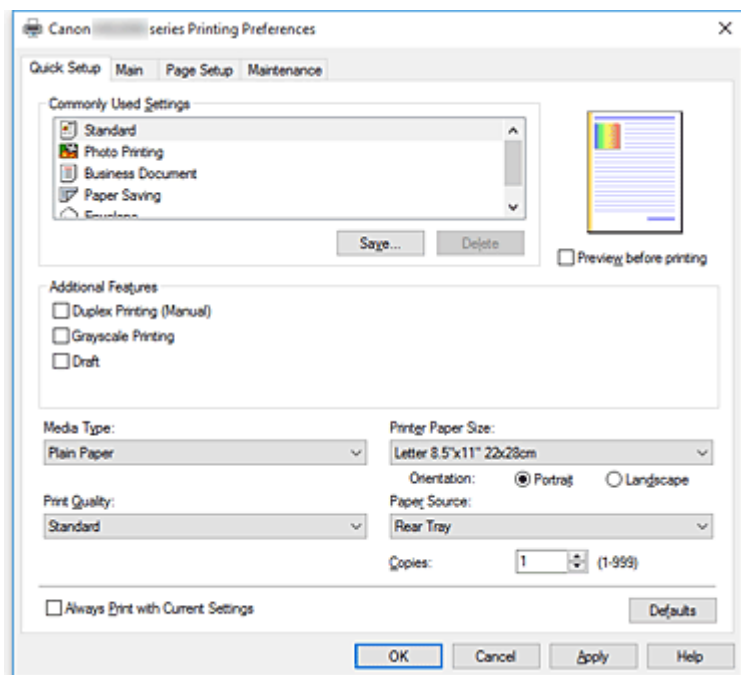 Canon series Printing Preferences
Quick Setup Main Page Setup Maintenance
Commonly Used Settings
Standard
Photo Printing
Business Document
Paper Saving
Envelope
Save... Delete
Preview before printing
Additional Features
Duplex Printing (Manual)
Grayscale Printing
Draft
Media Type: Printer Paper Size:
Plain Paper Letter 8.5"x11" 22x28cm
Orientation: Portrait Landscape
Print Quality: Paper Source:
Standard Rear Tray
Copies: 1 (1-999)
Always Print with Current Settings Defaults
OK Cancel Apply Help